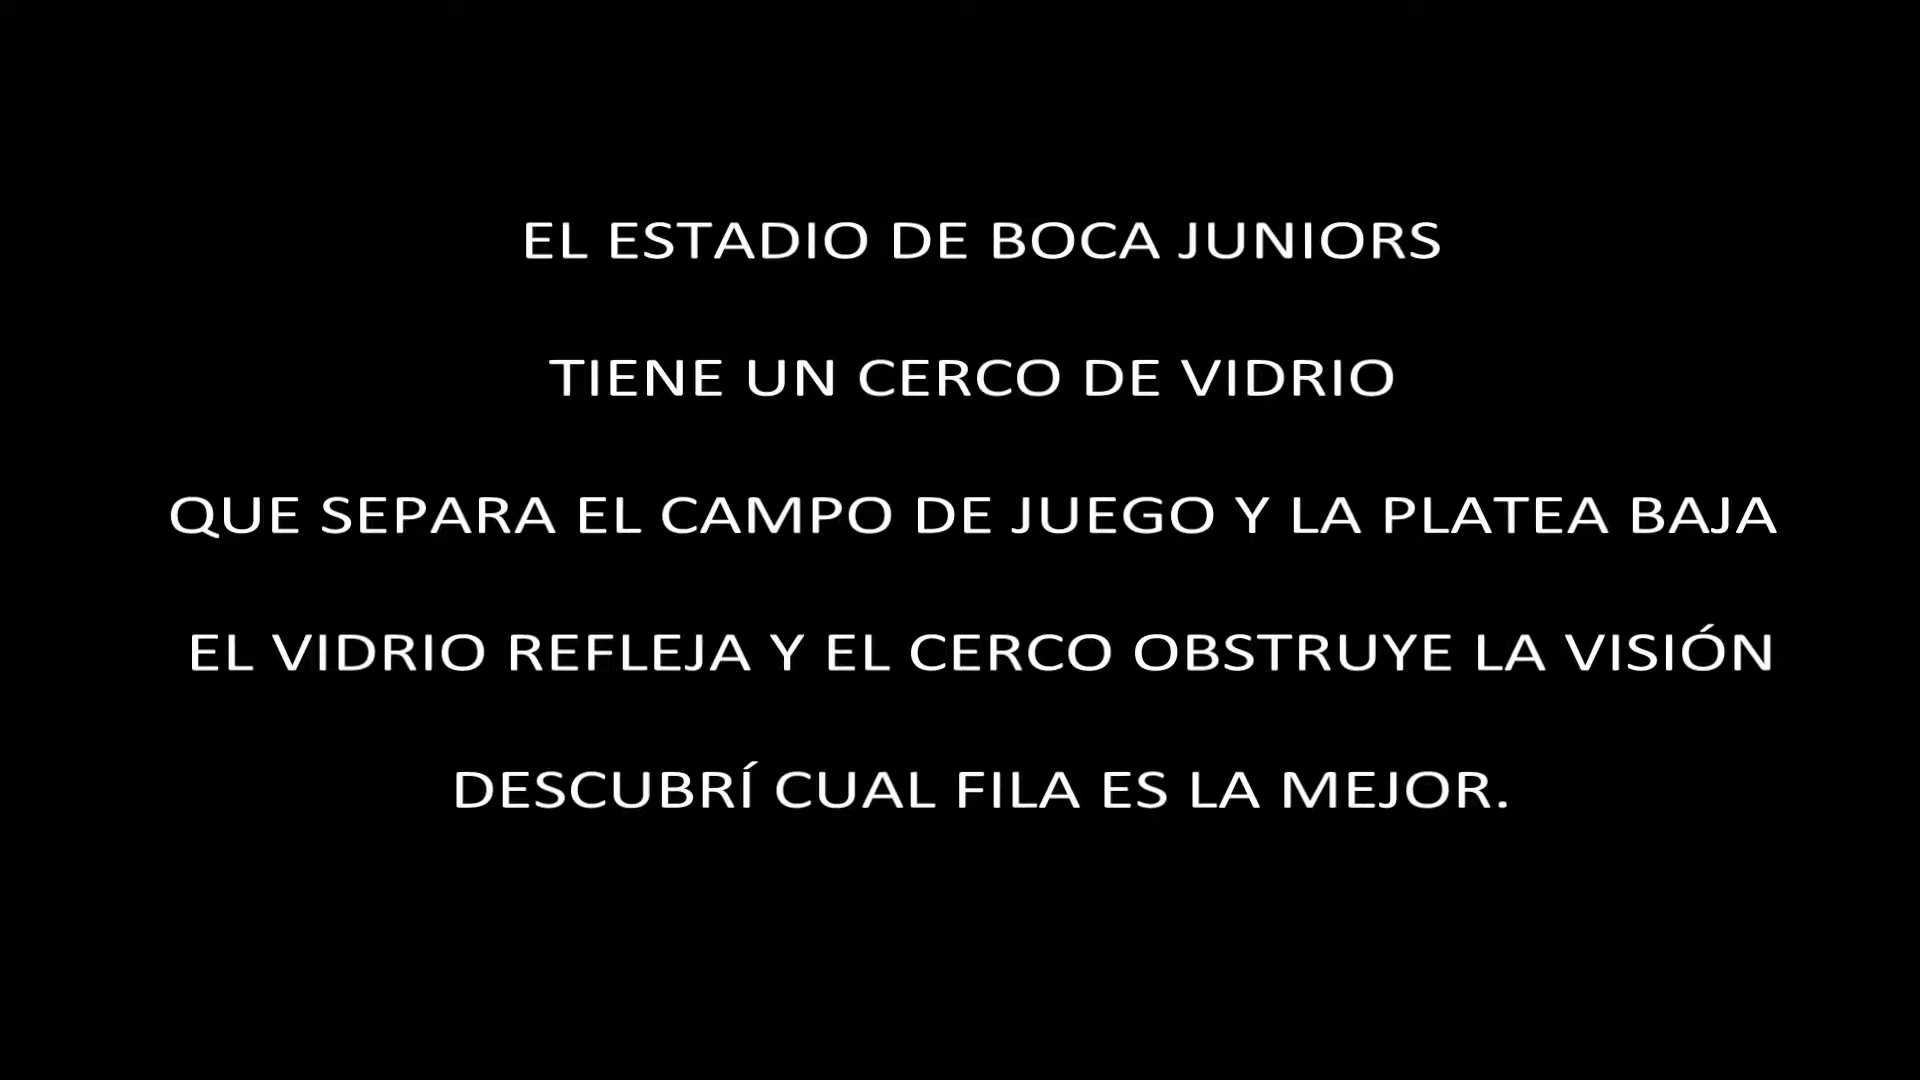 EL ESTADIO DE BOCA JUNIORS
TIENE UN CERCO DE VIDRIO
QUE SEPARA EL CAMPO DE JUEGO Y LA PLATEA BAJA
EL VIDRIO REFLEJA Y EL CERCO OBSTRUYE LA VISIÓN
DESCUBRÍ CUAL FILA ES LA MEJOR.